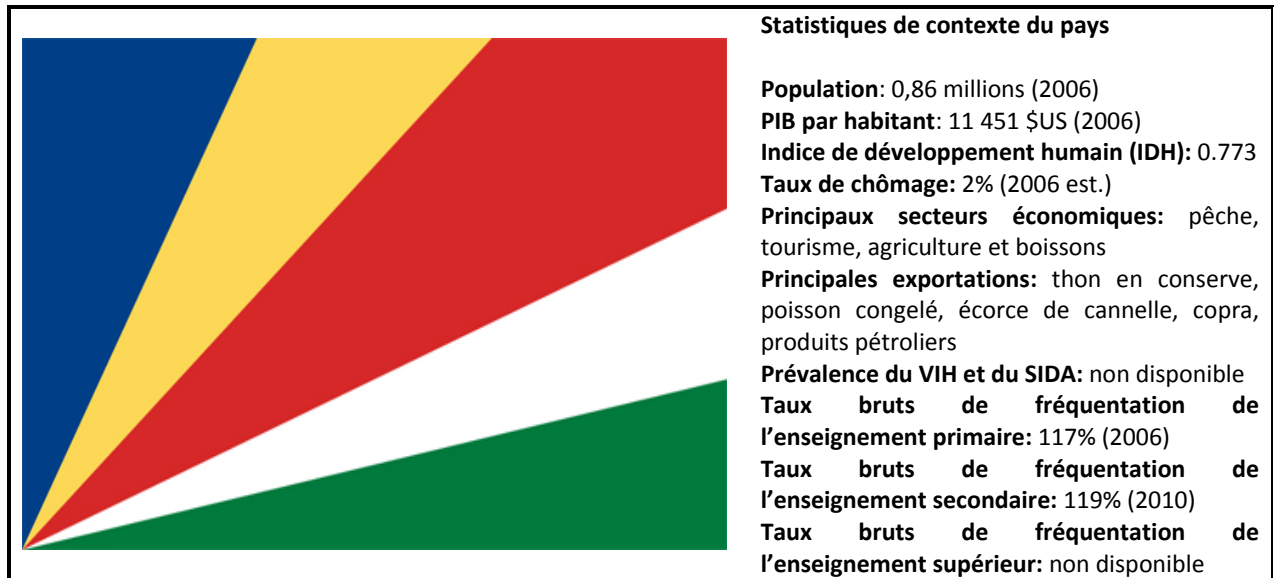 Statistiques de contexte du pays
Population: 0,86 millions (2006)
PIB par habitant: 11 451 $US (2006)
Indice de développement humain (IDH): 0.773
Taux de chômage: 2% (2006 est.)
Principaux secteurs économiques: pêche,
tourisme, agriculture et boissons
Principales exportations: thon en conserve,
poisson congelé, écorce de cannelle, copra,
produits pétroliers
Prévalence du VIH et du SIDA: non disponible
Taux bruts de fréquentation de
l’enseignement primaire: 117% (2006)
Taux bruts de fréquentation de
l’enseignement secondaire: 119% (2010)
Taux bruts de fréquentation de
l’enseignement supérieur: non disponible